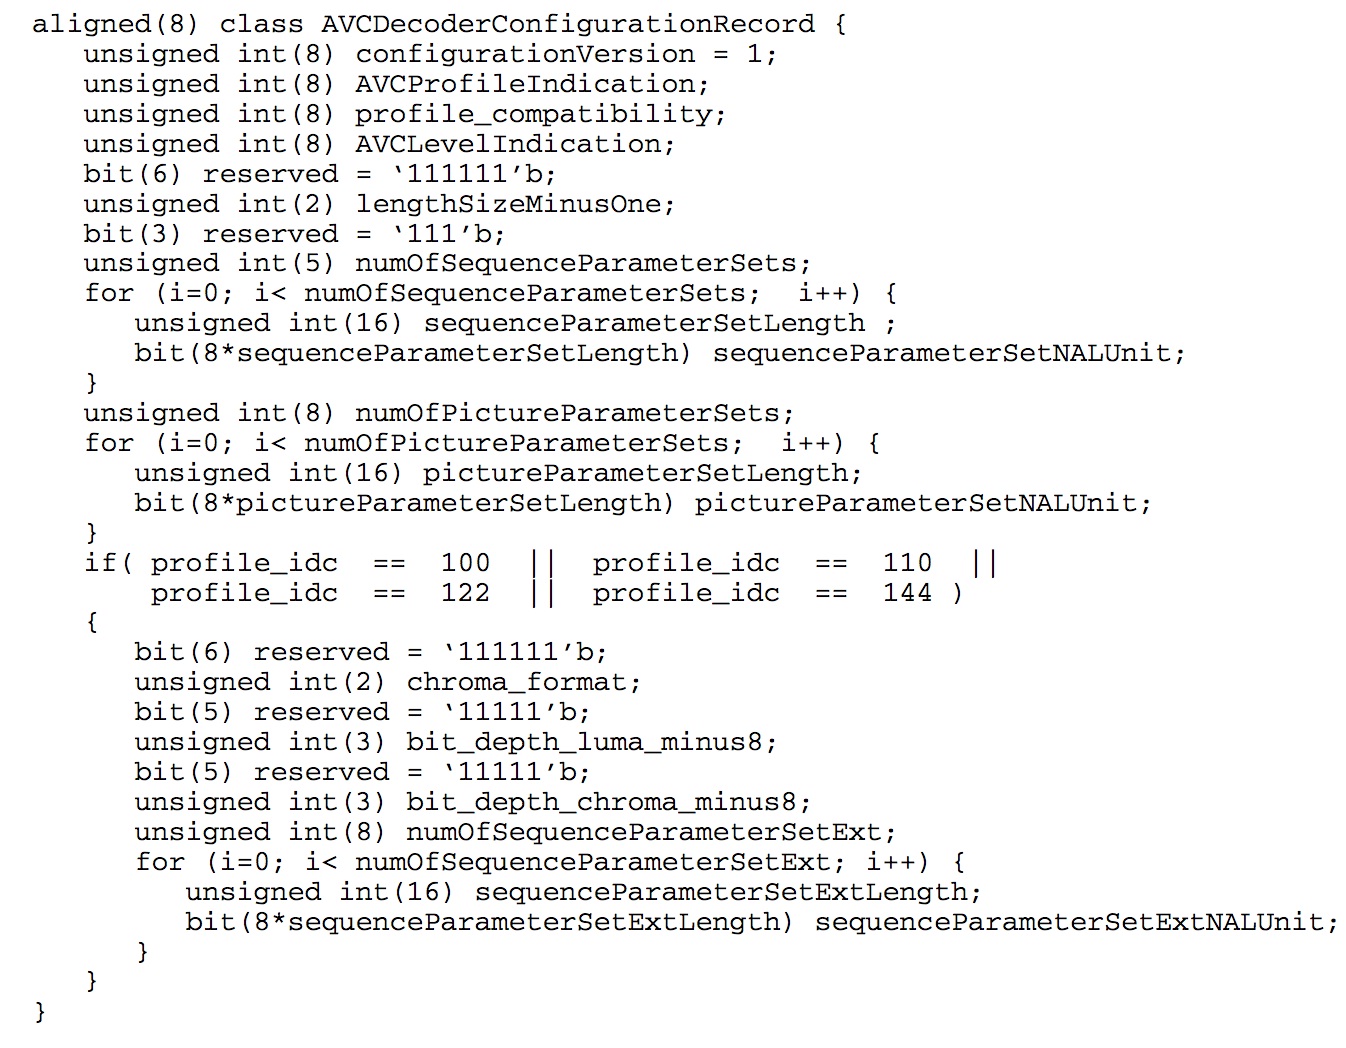 aligned(8) class AVCDecoderConfigurationRecord {
unsigned int(8) configurationVersion = 1;
unsigned int(8) AVCProfileIndication;
unsigned int(8) profile_compatibility;
unsigned int(8) AVCLevelIndication;
bit(6) reserved = ‘111111’b;
unsigned int(2) lengthSizeMinusOne;
bit(3) reserved = ‘111’b;
unsigned int(5) numOfSequenceParameterSets;
for (i=0; i< numOfSequenceParameterSets;  i++) {
unsigned int(16) sequenceParameterSetLength ;
bit(8*sequenceParameterSetLength) sequenceParameterSetNALUnit;
}
unsigned int(8) numOfPictureParameterSets;
for (i=0; i< numOfPictureParameterSets;  i++) {
unsigned int(16) pictureParameterSetLength;
bit(8*pictureParameterSetLength) pictureParameterSetNALUnit;
}
if( profile_idc  ==  100  ||  profile_idc  ==  110  ||
profile_idc  ==  122  ||  profile_idc  ==  144 )
{
bit(6) reserved = ‘111111’b;
unsigned int(2) chroma_format;
bit(5) reserved = ‘11111’b;
unsigned int(3) bit_depth_luma_minus8;
bit(5) reserved = ‘11111’b;
unsigned int(3) bit_depth_chroma_minus8;
unsigned int(8) numOfSequenceParameterSetExt;
for (i=0; i< numOfSequenceParameterSetExt; i++) {
unsigned int(16) sequenceParameterSetExtLength;
bit(8*sequenceParameterSetExtLength) sequenceParameterSetExtNALUnit;
}
}
}